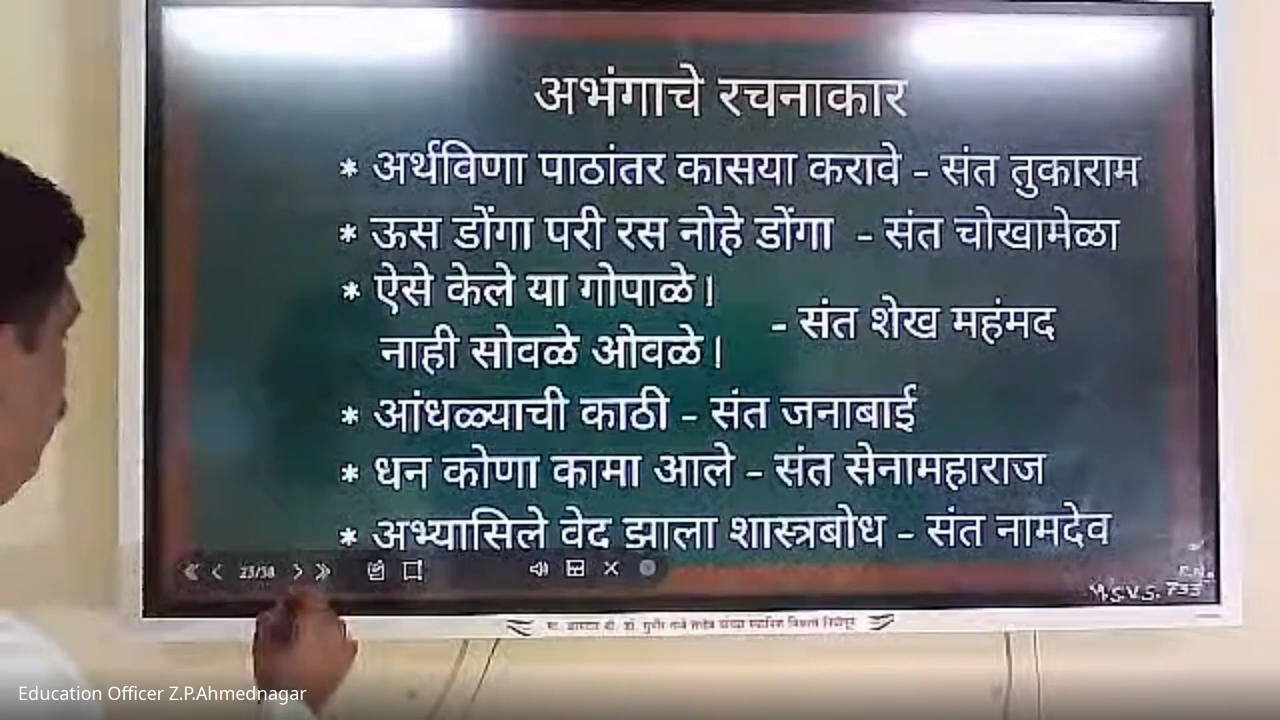 अभंगाचे रचनाकार
* अर्थविणा पाठांतर कासया करावे - संत तुकाराम
* ऊस डोंगा परी रस नोहे डोंगा - संत चोखामेळा
* ऐसे केले या गोपाळे।
- संत शेख महंमद
नाही सोवळे ओवळे।
* आंधळ्याची काठी - संत जनाबाई
* धन कोणा कामा आले - संत सेनामहाराज
* अभ्यासिले वेद झाला शास्त्रबोध - संत नामदेव
23/38
M.S.V.S. 733
Education Officer Z.P.Ahmednagar